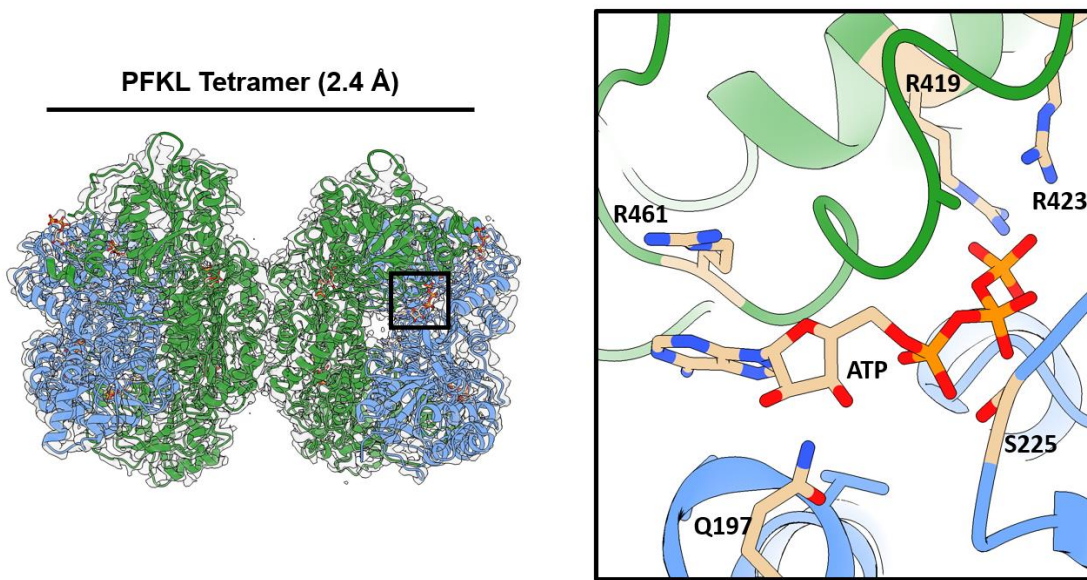 PFKL Tetramer (2.4 Å)
R419
R423
R461
ATP
S225
Q197